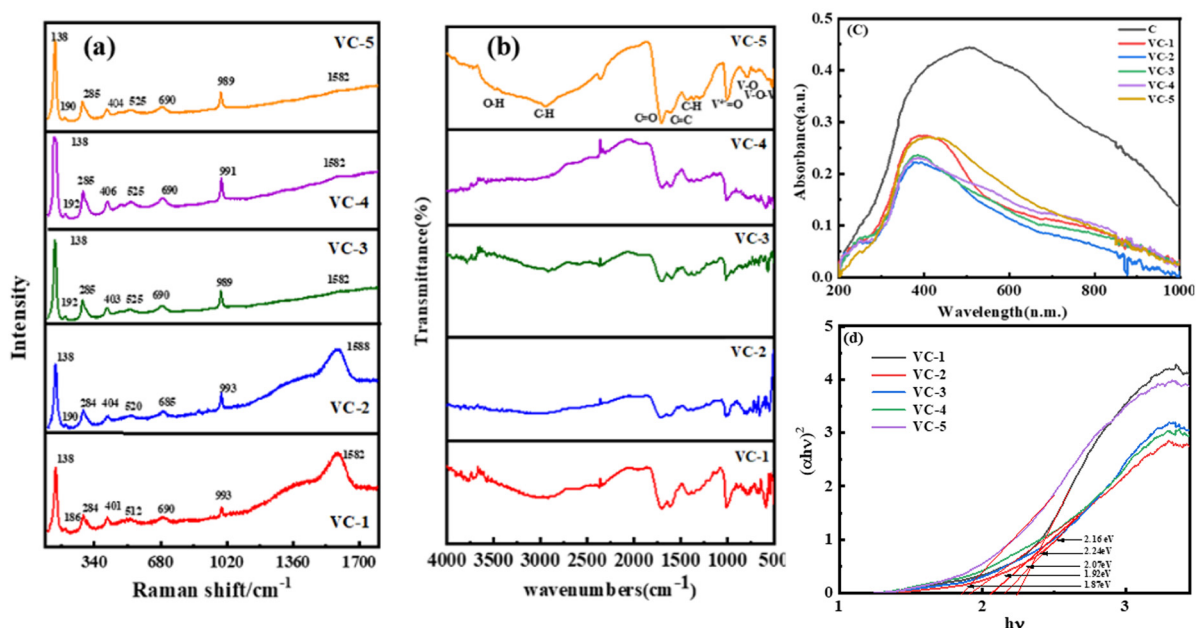 (a)
VC-5
138
190
285
404
525
690
989
1582
138
192
285
406
525
690
991
1582
VC-4
VC-3
138
192
285
403
525
690
989
1582
138
190
284
404
520
685
993
1588
VC-2
138
186
284
401
512
690
993
1582
VC-1
Intensity
340
680
1020
1360
1700
Raman shift/cm-1
(b)
VC-5
O-H
C-H
C=O
C=C
C-H
V5+=O
V-O
V-O-V
VC-4
VC-3
VC-2
VC-1
Transmittance(%)
4000
3500
3000
2500
2000
1500
1000
500
wavenumbers(cm-1)
(C)
C
VC-1
VC-2
VC-3
VC-4
VC-5
Absorbance(a.u.)
0.5
0.4
0.3
0.2
0.1
0.0
200
400
600
800
1000
Wavelength(n.m.)
(d)
VC-1
VC-2
VC-3
VC-4
VC-5
(αhν)2
5
4
3
2
1
0
2.16 eV
2.24eV
2.07eV
1.92eV
1.87eV
1
2
3
hν